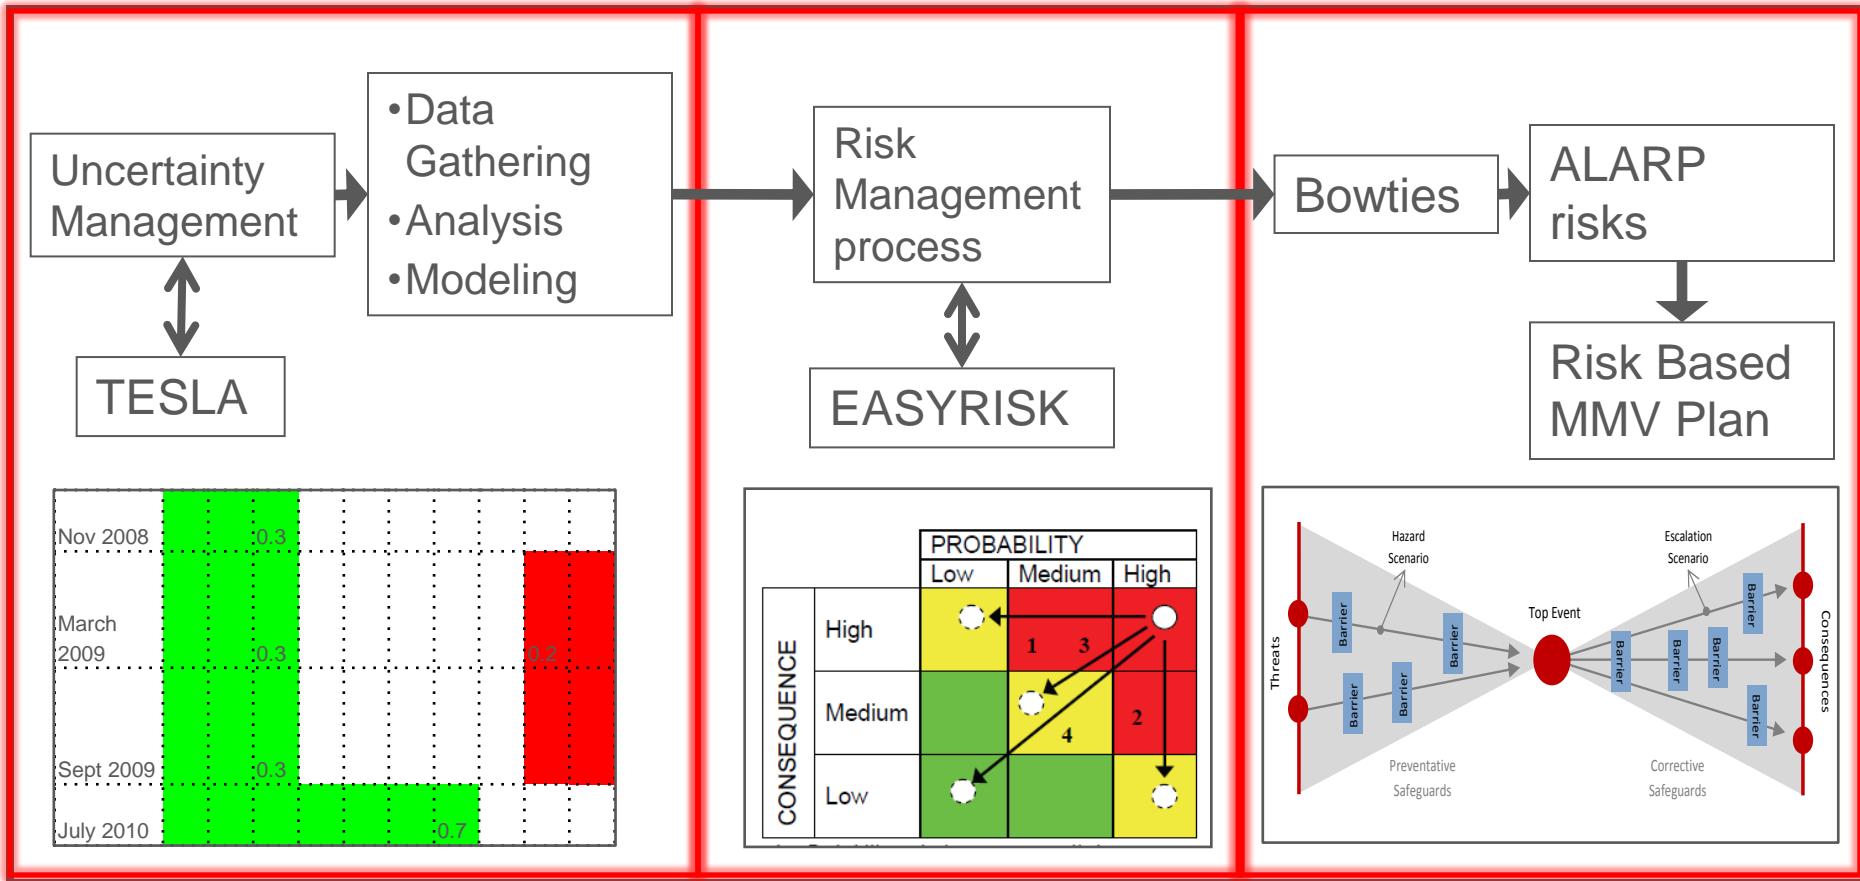 Uncertainty
Management
•Data
Gathering
•Analysis
•Modeling
TESLA
Nov 2008
0.3
March
2009
0.3
0.2
Sept 2009
0.3
July 2010
0.7
Risk
Management
process
EASYRISK
PROBABILITY
Low
Medium
High
CONSEQUENCE
High
1
3
Medium
2
4
Low
Bowties
ALARP
risks
Risk Based
MMV Plan
Hazard
Scenario
Escalation
Scenario
Top Event
Threats
Barrier
Barrier
Barrier
Barrier
Barrier
Barrier
Barrier
Barrier
Barrier
Consequences
Preventative
Safeguards
Corrective
Safeguards